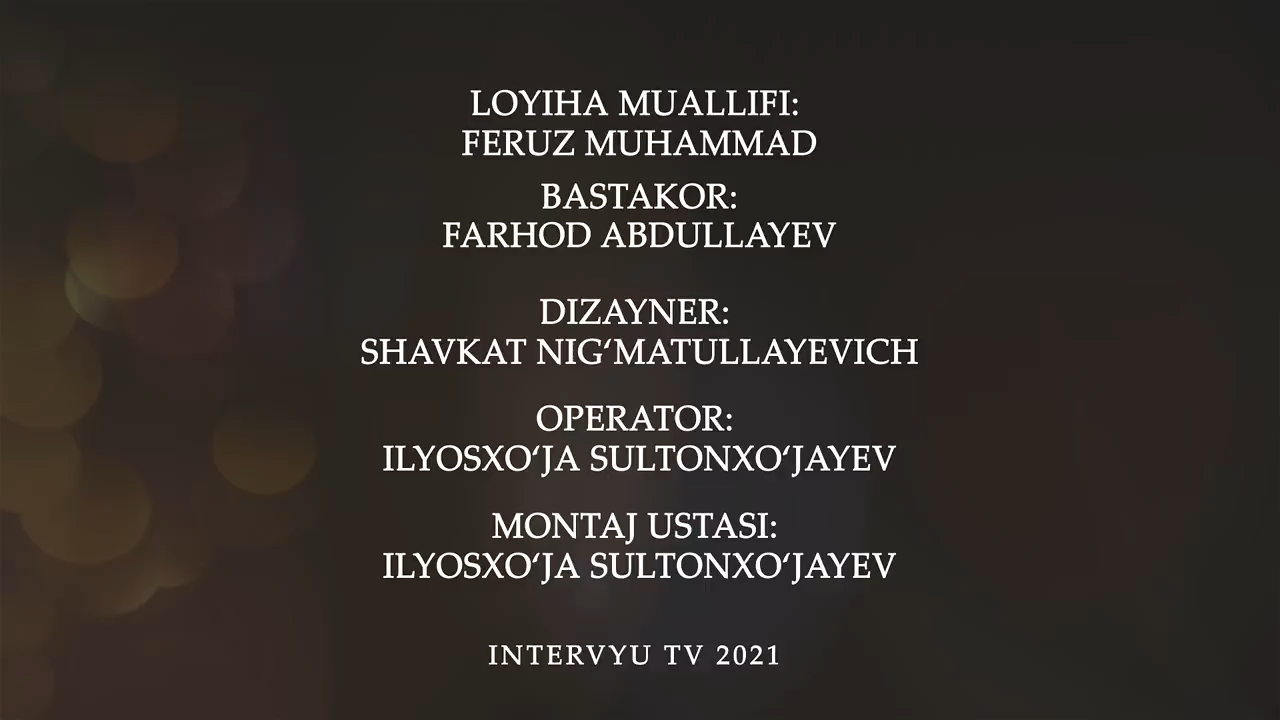 LOYIHA MUALLIFI:
FERUZ MUHAMMAD
BASTAKOR:
FARHOD ABDULLAYEV
DIZAYNER:
SHAVKAT NIG‘MATULLAYEVICH
OPERATOR:
ILYOSXO‘JA SULTONXO‘JAYEV
MONTAJ USTASI:
ILYOSXO‘JA SULTONXO‘JAYEV
INTERVYU TV 2021